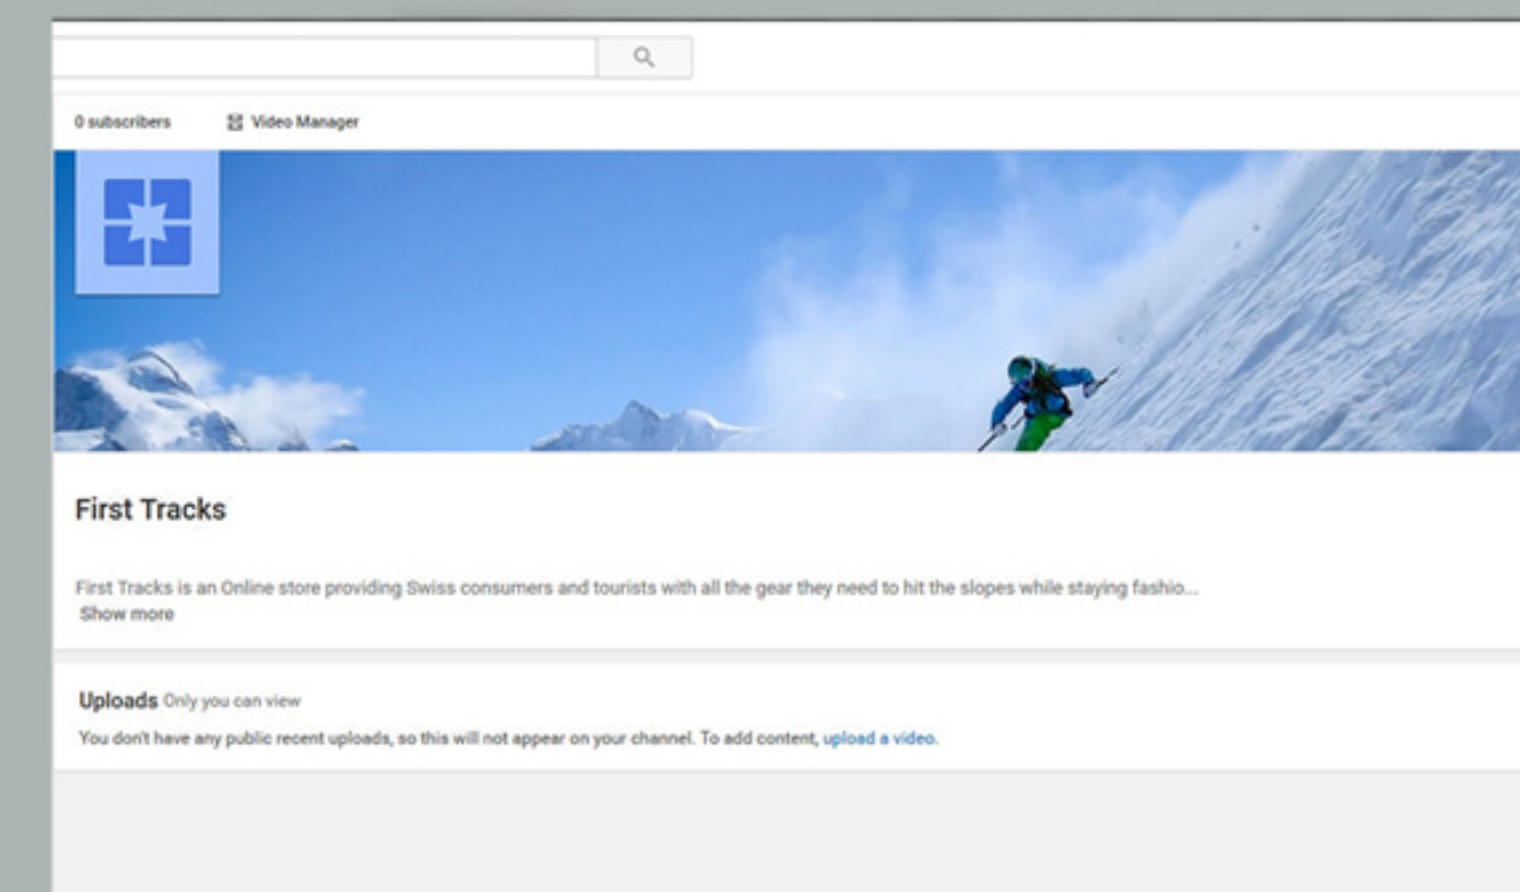 0 subscribers Video Manager
First Tracks
First Tracks is an Online store providing Swiss consumers and tourists with all the gear they need to hit the slopes while staying fashio...
Show more
Uploads Only you can view
You don't have any public recent uploads, so this will not appear on your channel. To add content, upload a video.